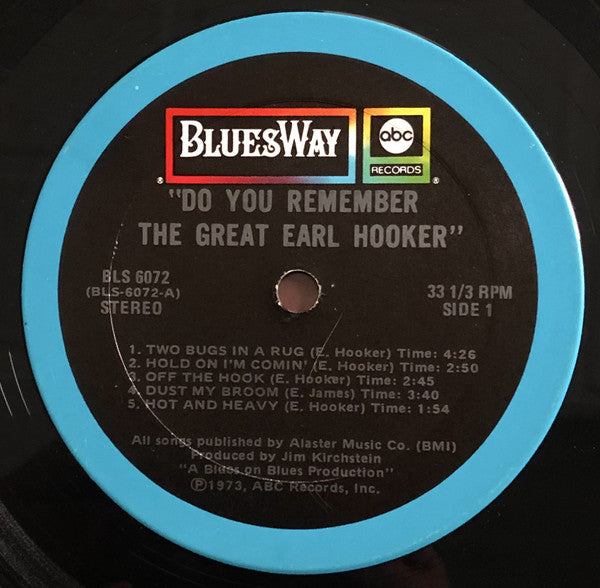 BLUESWAY
abc
RECORDS
"DO YOU REMEMBER
THE GREAT EARL HOOKER"
BLS 6072
(BLS-6072-A)
STEREO
33 1/3 RPM
SIDE 1
1. TWO BUGS IN A RUG (E. Hooker) Time: 4:26
2. HOLD ON I'M COMIN' (E. Hooker) Time: 2:50
3. OFF THE HOOK (E. Hooker) Time: 2:45
4. DUST MY BROOM (E. James) Time: 3:40
5. HOT AND HEAVY (E. Hooker) Time: 1:54
All songs published by Alaster Music Co. (BMI)
Produced by Jim Kirchstein
"A Blues on Blues Production"
Ⓟ1973, ABC Records, Inc.